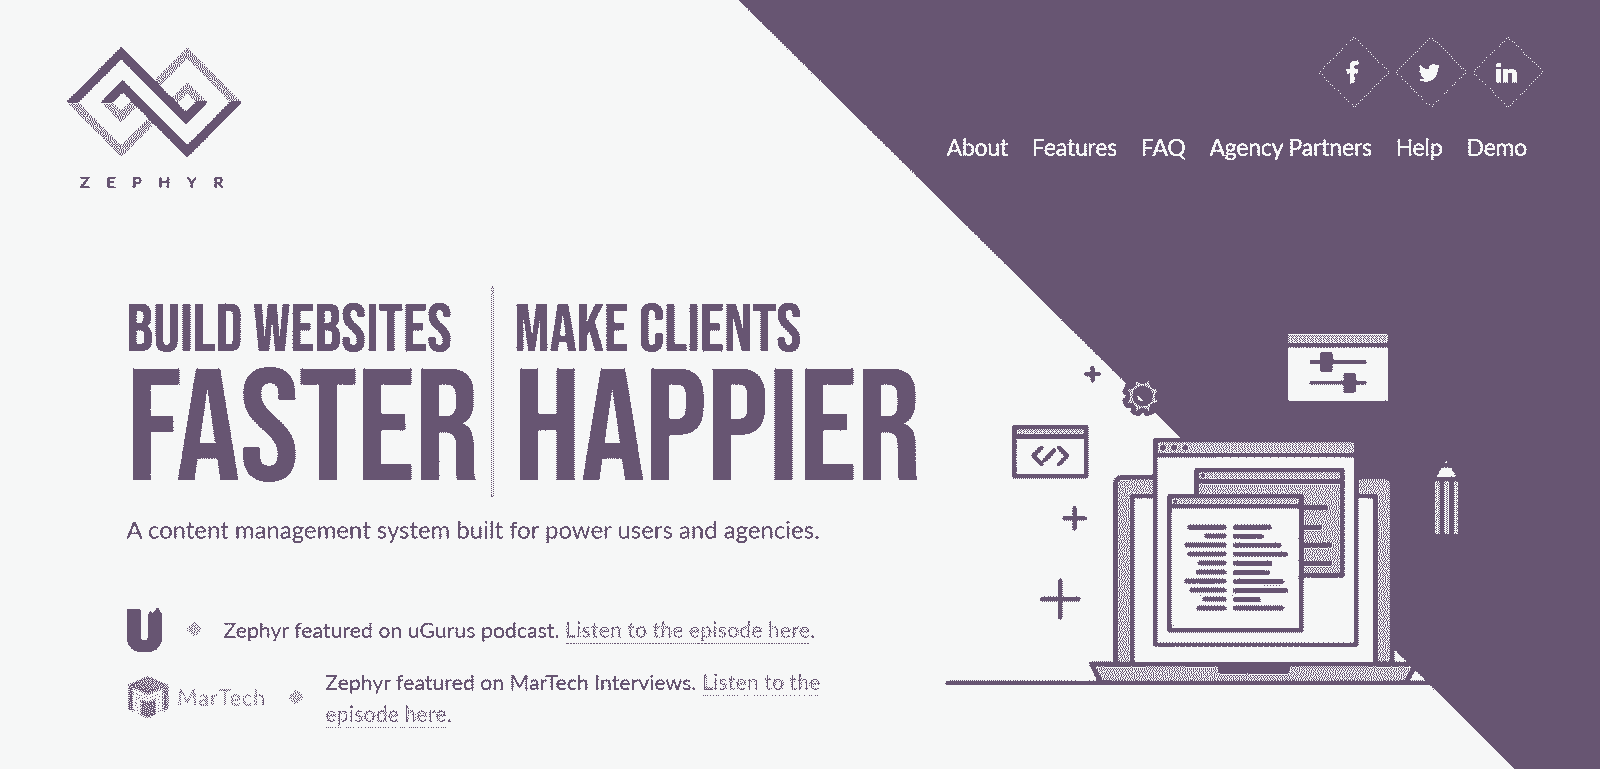 ZEPHYR
About Features FAQ Agency Partners Help Demo
BUILD WEBSITES
FASTER
MAKE CLIENTS
HAPPIER
A content management system built for power users and agencies.
Zephyr featured on uGurus podcast. Listen to the episode here.
MarTech
Zephyr featured on MarTech Interviews. Listen to the
episode here.